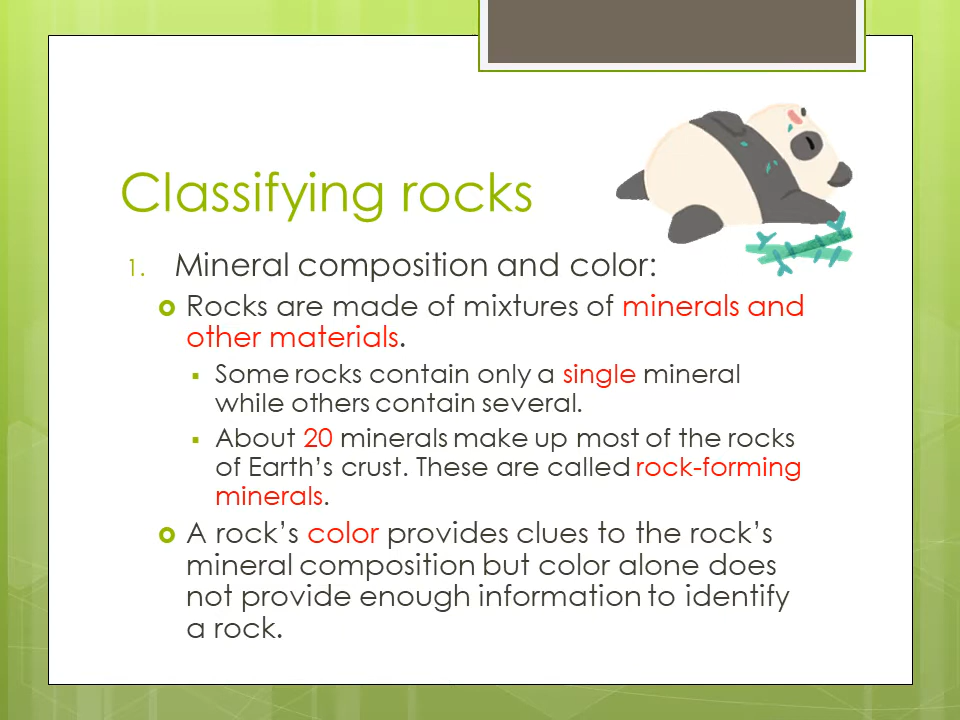 Classifying rocks
1. Mineral composition and color:
Rocks are made of mixtures of minerals and
other materials.
Some rocks contain only a single mineral
while others contain several.
About 20 minerals make up most of the rocks
of Earth’s crust. These are called rock-forming
minerals.
A rock’s color provides clues to the rock’s
mineral composition but color alone does
not provide enough information to identify
a rock.